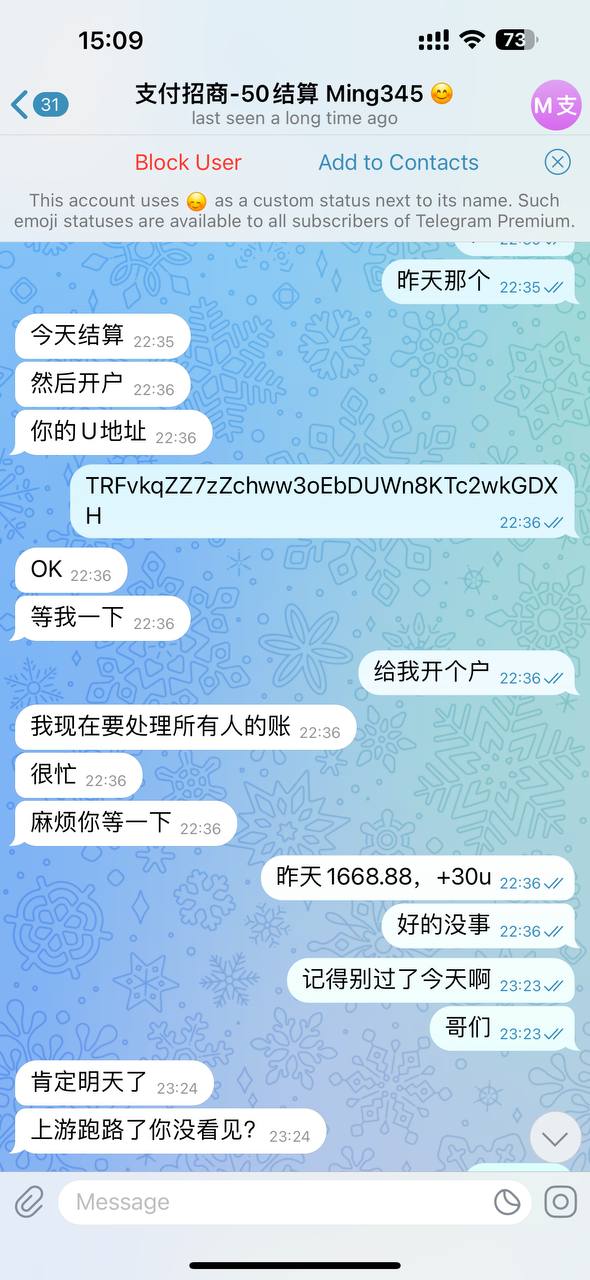 15:09
73
31
支付招商-50结算 Ming345 😊
last seen a long time ago
M支
Block User
Add to Contacts
This account uses 😊 as a custom status next to its name. Such
emoji statuses are available to all subscribers of Telegram Premium.
昨天那个 22:35
今天结算 22:35
然后开户 22:36
你的U地址 22:36
TRFvkqZZ7zZchww3oEbDUWn8KTc2wkGDX
H 22:36
OK 22:36
等我一下 22:36
给我开个户 22:36
我现在要处理所有人的账 22:36
很忙 22:36
麻烦你等一下 22:36
昨天1668.88，+30u 22:36
好的没事 22:36
记得别过了今天啊 23:23
哥们 23:23
肯定明天了 23:24
上游跑路了你没看见？ 23:24
Message